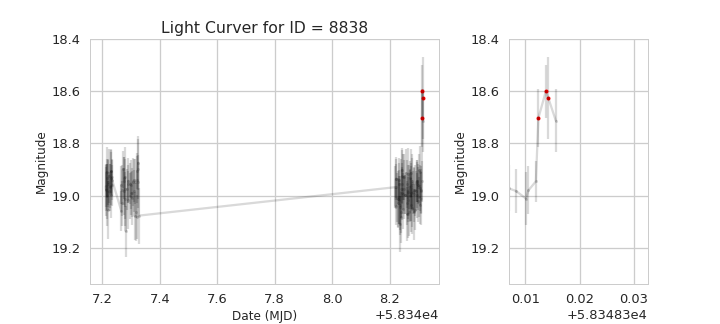 Light Curver for ID = 8838
Magnitude
18.4
18.6
18.8
19.0
19.2
7.2 7.4 7.6 7.8 8.0 8.2
Date (MJD)
+5.834e4
Magnitude
18.4
18.6
18.8
19.0
19.2
0.01 0.02 0.03
+5.83483e4